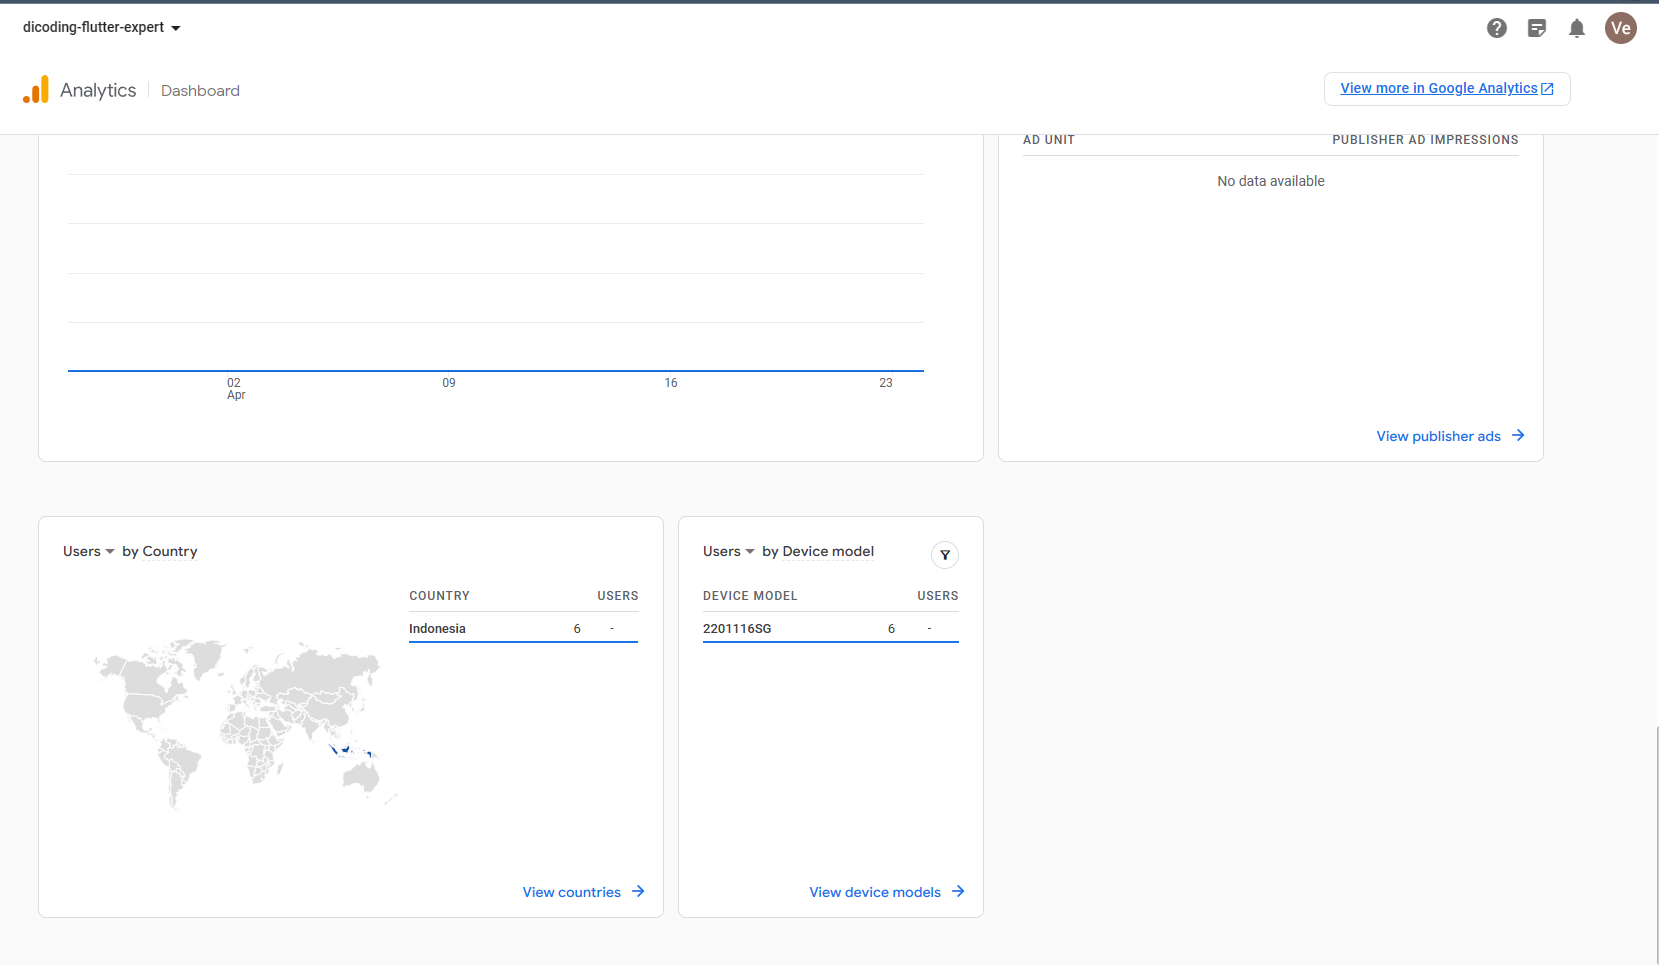 dicoding-flutter-expert
Ve
Analytics
Dashboard
View more in Google Analytics
AD UNIT PUBLISHER AD IMPRESSIONS
No data available
02 09 16 23
Apr
View publisher ads
Users by Country
COUNTRY USERS
Indonesia 6 -
View countries
Users by Device model
DEVICE MODEL USERS
2201116SG 6 -
View device models